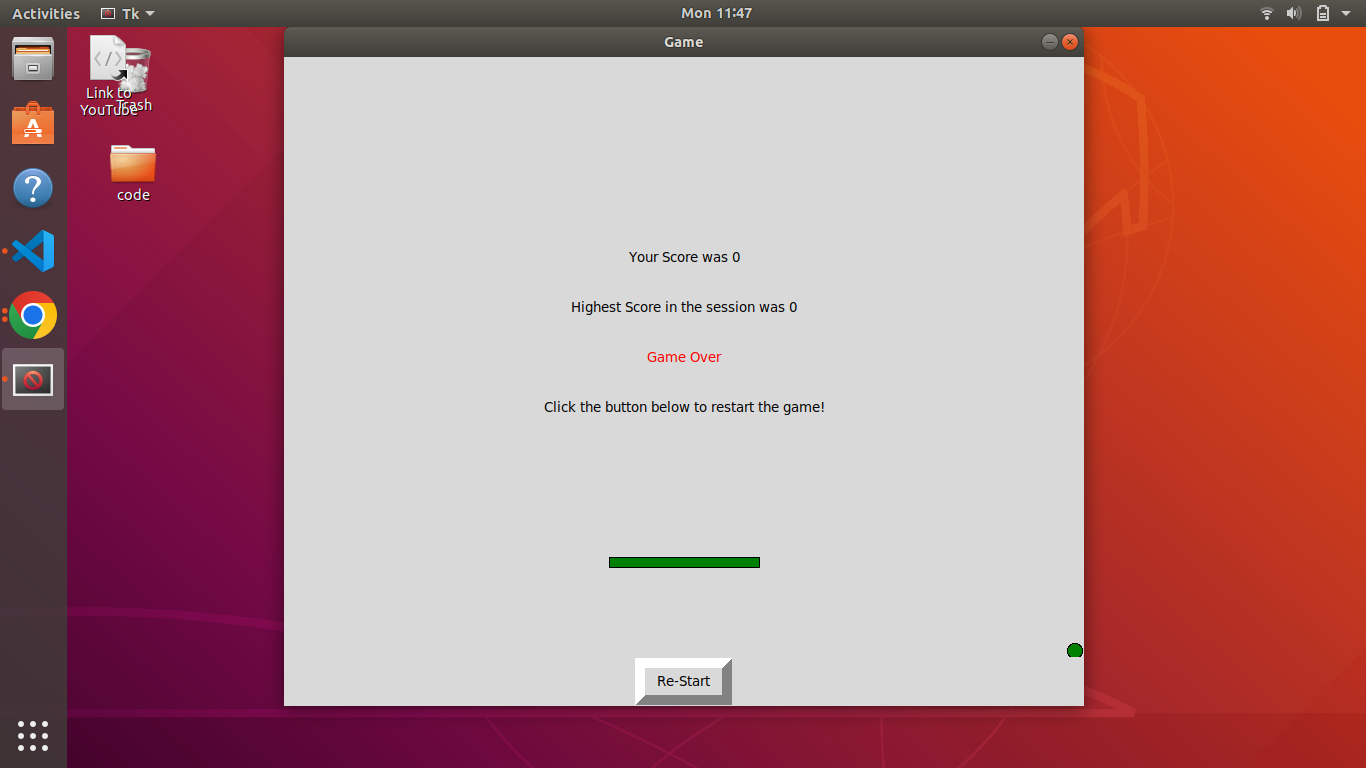 Activities
Tk
Mon 11:47
Game
Link to
YouTube
Trash
code
Your Score was 0
Highest Score in the session was 0
Game Over
Click the button below to restart the game!
Re-Start